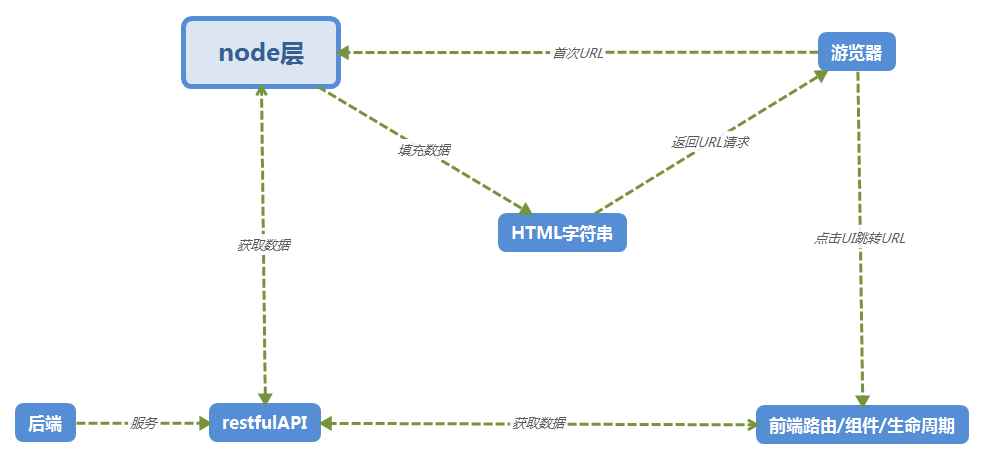 node层
首次URL
游览器
填充数据
返回URL请求
HTML字符串
获取数据
点击UI跳转URL
后端
服务
restfulAPI
获取数据
前端路由/组件/生命周期